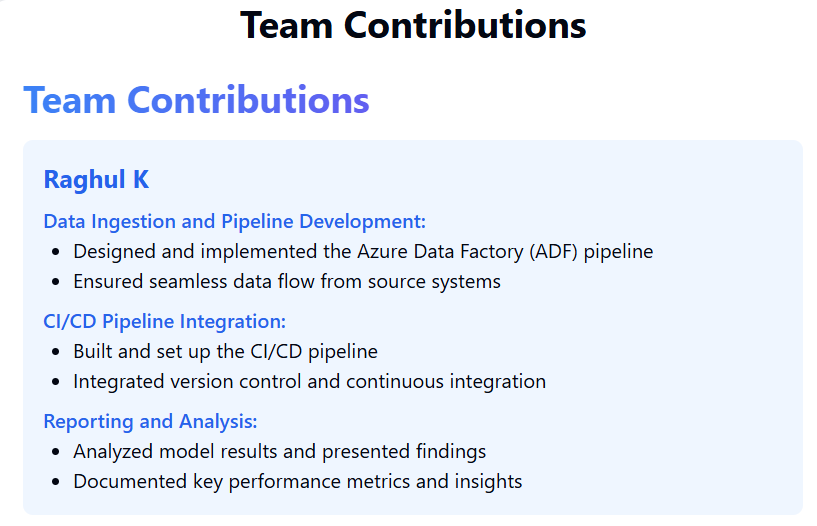 Team Contributions
Team Contributions
Raghul K
Data Ingestion and Pipeline Development:
• Designed and implemented the Azure Data Factory (ADF) pipeline
• Ensured seamless data flow from source systems
CI/CD Pipeline Integration:
• Built and set up the CI/CD pipeline
• Integrated version control and continuous integration
Reporting and Analysis:
• Analyzed model results and presented findings
• Documented key performance metrics and insights